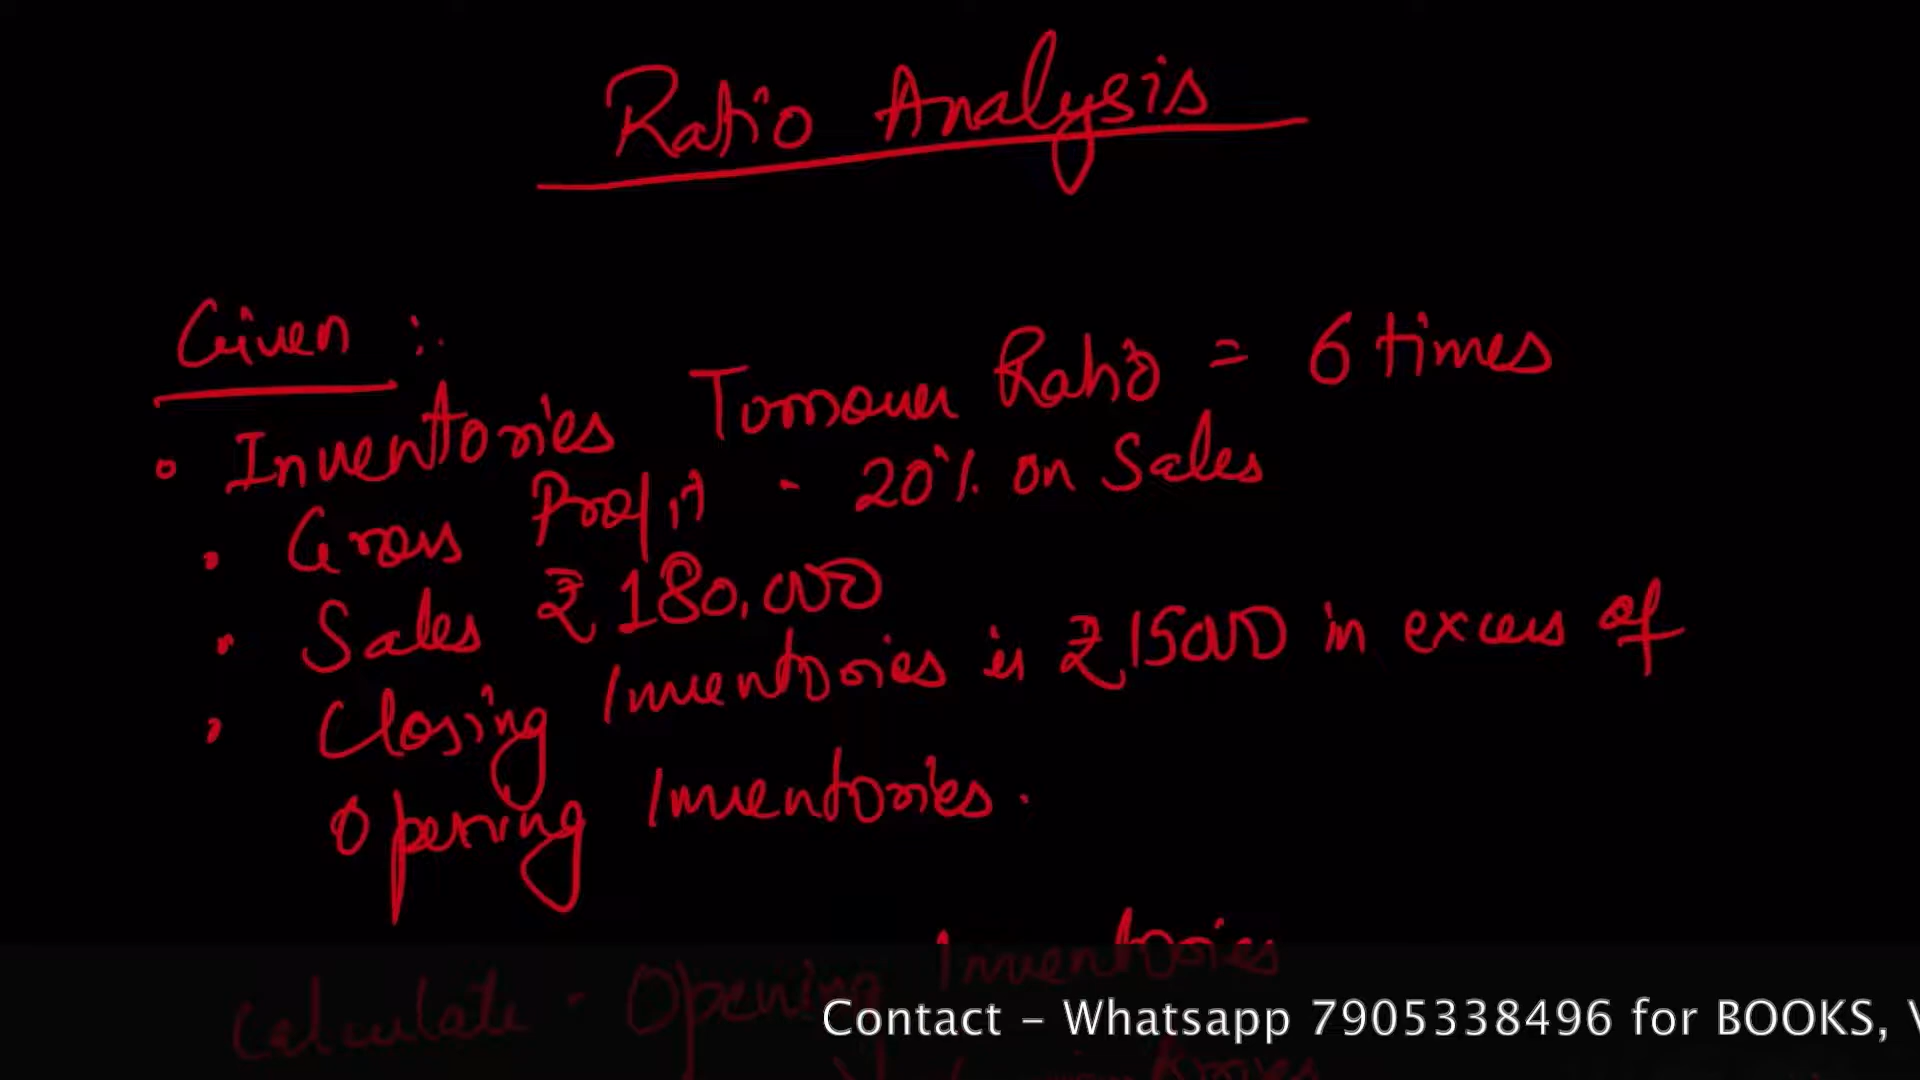 Ratio Analysis
Given :-
• Inventories Turnover Ratio = 6 times
• Gross Profit - 20% on Sales
• Sales ₹ 180,000
• Closing Inventories is ₹ 15000 in excess of
Opening Inventories.
Calculate - Opening Inventories
Contact – Whatsapp 7905338496 for BOOKS,